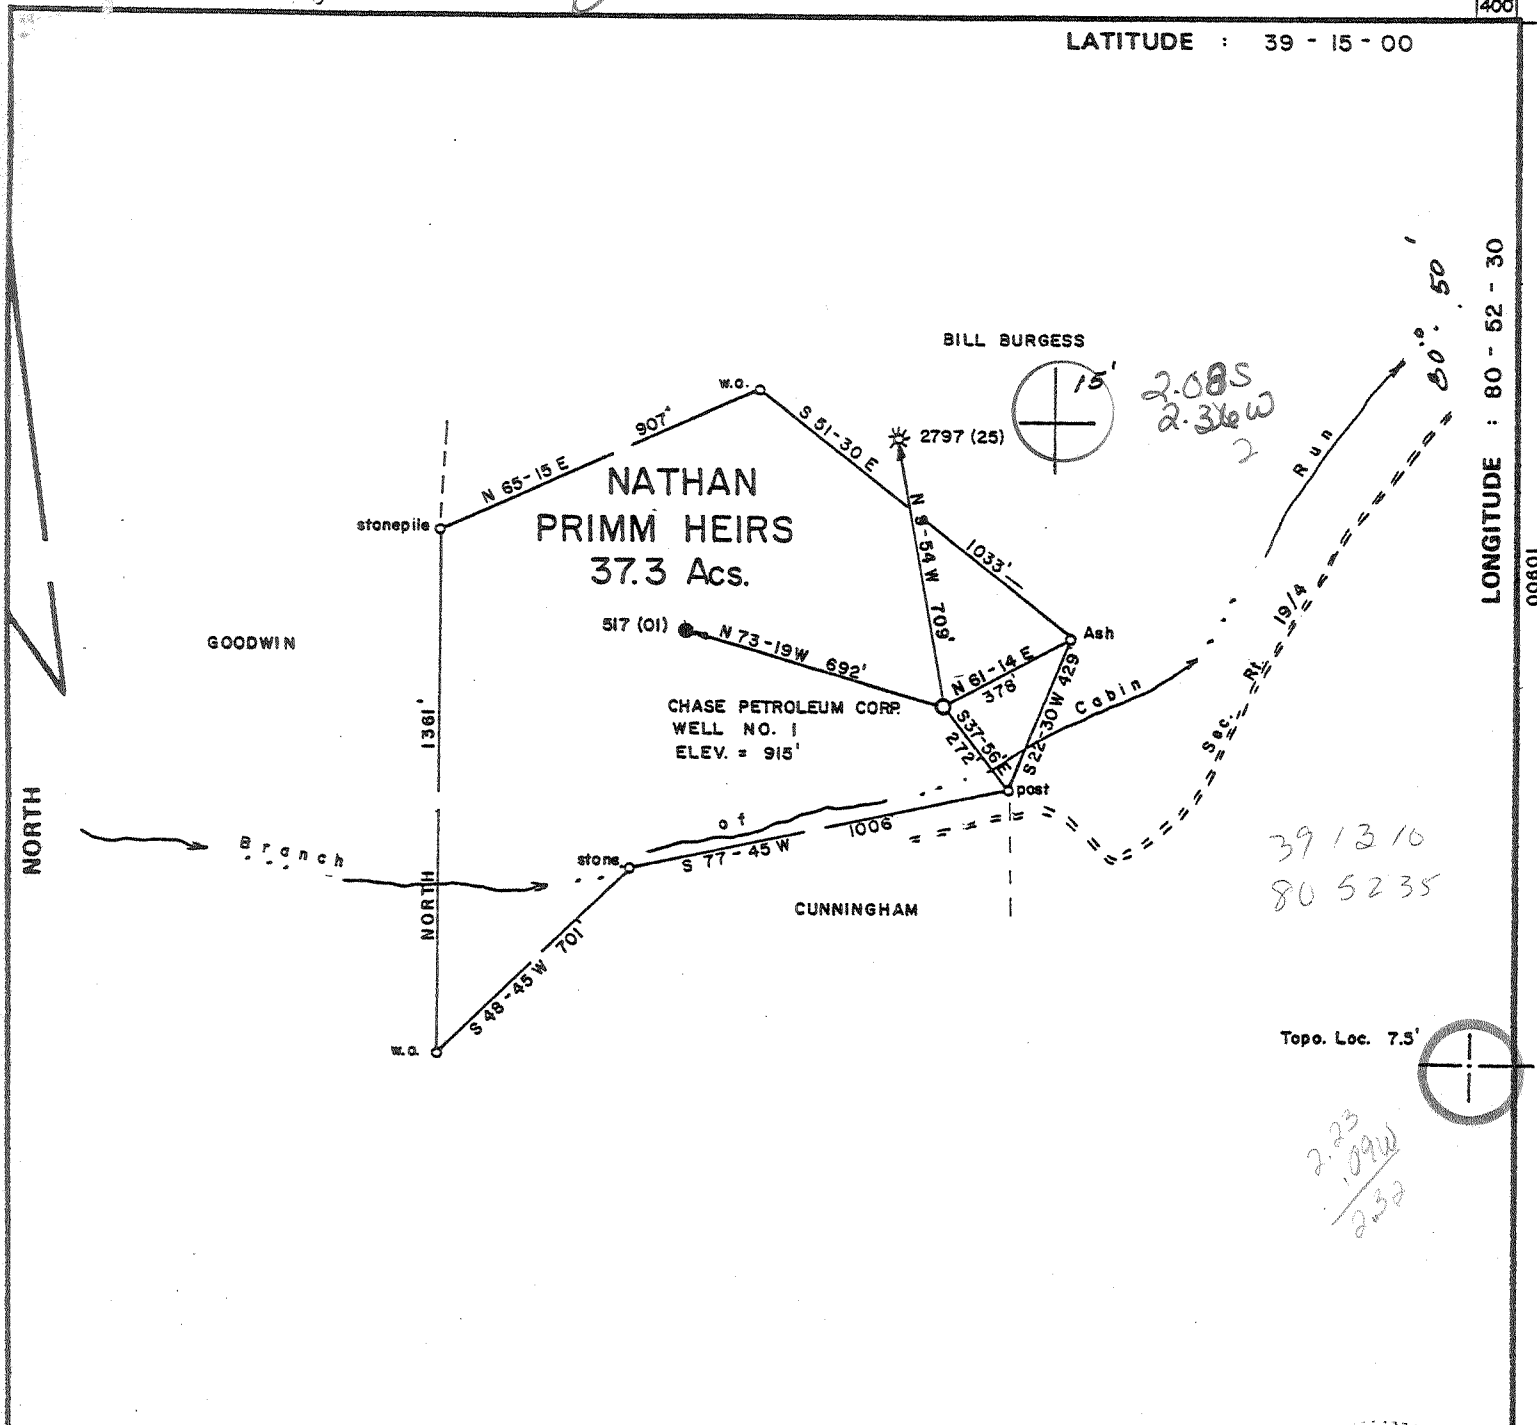 400
LATITUDE : 39 - 15 - 00
LONGITUDE : 80 - 52 - 30
10900
80°. 50'
BILL BURGESS
15'
2.08S
2.36W
2
w.o.
907'
N 65-15 E
S 51-30 E
1033'
2797 (25)
NATHAN
PRIMM HEIRS
37.3 Acs.
stonepile
N 9-54 W 709'
Run
GOODWIN
517 (01)
N 73-19W 692'
Ash
N 61-14 E
378'
CHASE PETROLEUM CORP.
WELL NO. 1
ELEV. = 915'
S37-56'E
272'
S22-30W 429
Cabin
Sec. Rt. 19/4
1361'
NORTH
post
NORTH
Branch
of
stone
S 77-45 W
1006
CUNNINGHAM
39 13 10
80 52 35
S 48-45 W 701'
w.o.
Topo. Loc. 7.5'
2.23
.09W
2.32